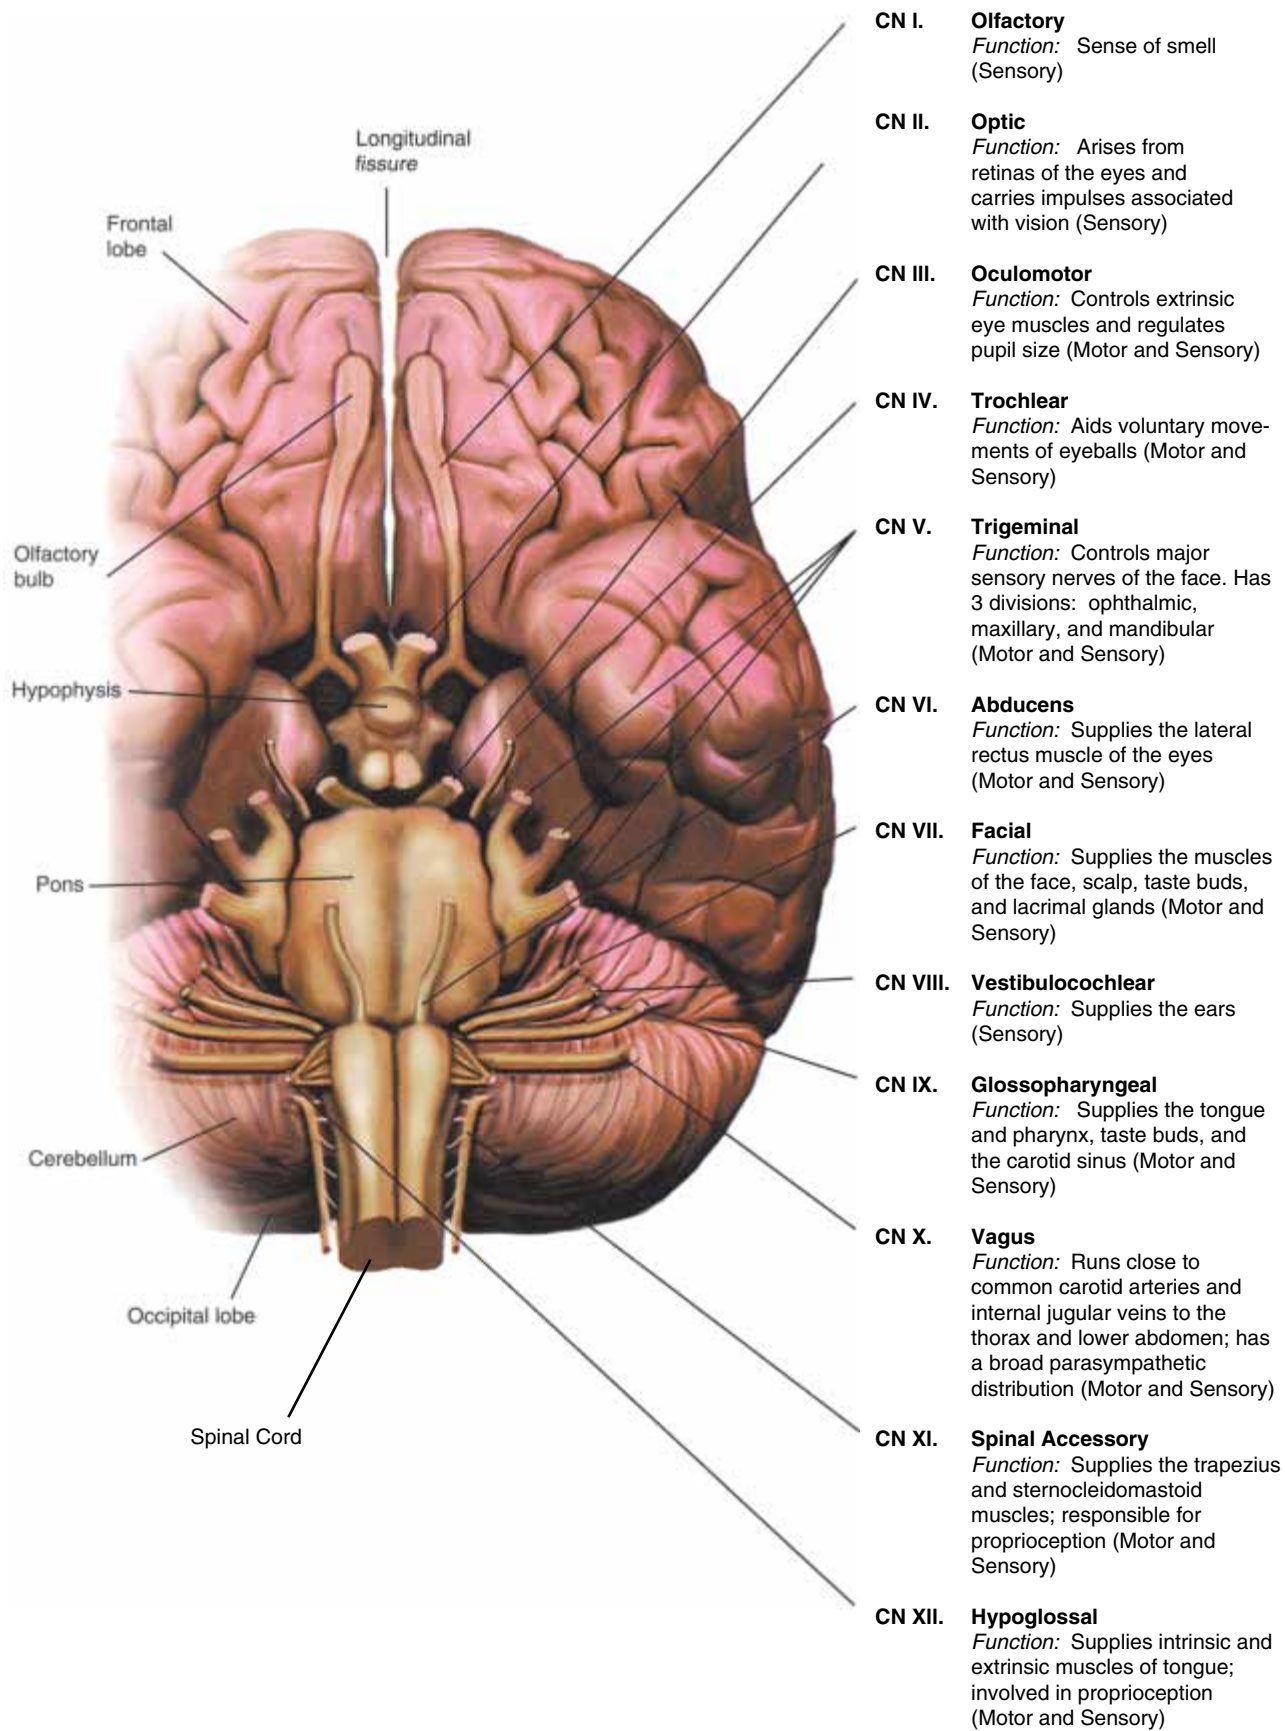 Longitudinal
fissure
Frontal
lobe
Olfactory
bulb
Hypophysis
Pons
Cerebellum
Occipital lobe
Spinal Cord
CN I. Olfactory
Function: Sense of smell
(Sensory)
CN II. Optic
Function: Arises from
retinas of the eyes and
carries impulses associated
with vision (Sensory)
CN III. Oculomotor
Function: Controls extrinsic
eye muscles and regulates
pupil size (Motor and Sensory)
CN IV. Trochlear
Function: Aids voluntary move-
ments of eyeballs (Motor and
Sensory)
CN V. Trigeminal
Function: Controls major
sensory nerves of the face. Has
3 divisions: ophthalmic,
maxillary, and mandibular
(Motor and Sensory)
CN VI. Abducens
Function: Supplies the lateral
rectus muscle of the eyes
(Motor and Sensory)
CN VII. Facial
Function: Supplies the muscles
of the face, scalp, taste buds,
and lacrimal glands (Motor and
Sensory)
CN VIII. Vestibulocochlear
Function: Supplies the ears
(Sensory)
CN IX. Glossopharyngeal
Function: Supplies the tongue
and pharynx, taste buds, and
the carotid sinus (Motor and
Sensory)
CN X. Vagus
Function: Runs close to
common carotid arteries and
internal jugular veins to the
thorax and lower abdomen; has
a broad parasympathetic
distribution (Motor and Sensory)
CN XI. Spinal Accessory
Function: Supplies the trapezius
and sternocleidomastoid
muscles; responsible for
proprioception (Motor and
Sensory)
CN XII. Hypoglossal
Function: Supplies intrinsic and
extrinsic muscles of tongue;
involved in proprioception
(Motor and Sensory)